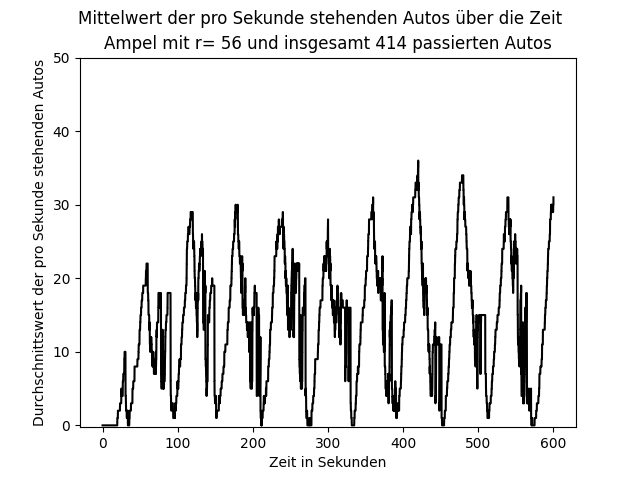 Mittelwert der pro Sekunde stehenden Autos über die Zeit
Ampel mit r= 56 und insgesamt 414 passierten Autos
Durchschnittswert der pro Sekunde stehenden Autos
50
40
30
20
10
0
0 100 200 300 400 500 600
Zeit in Sekunden